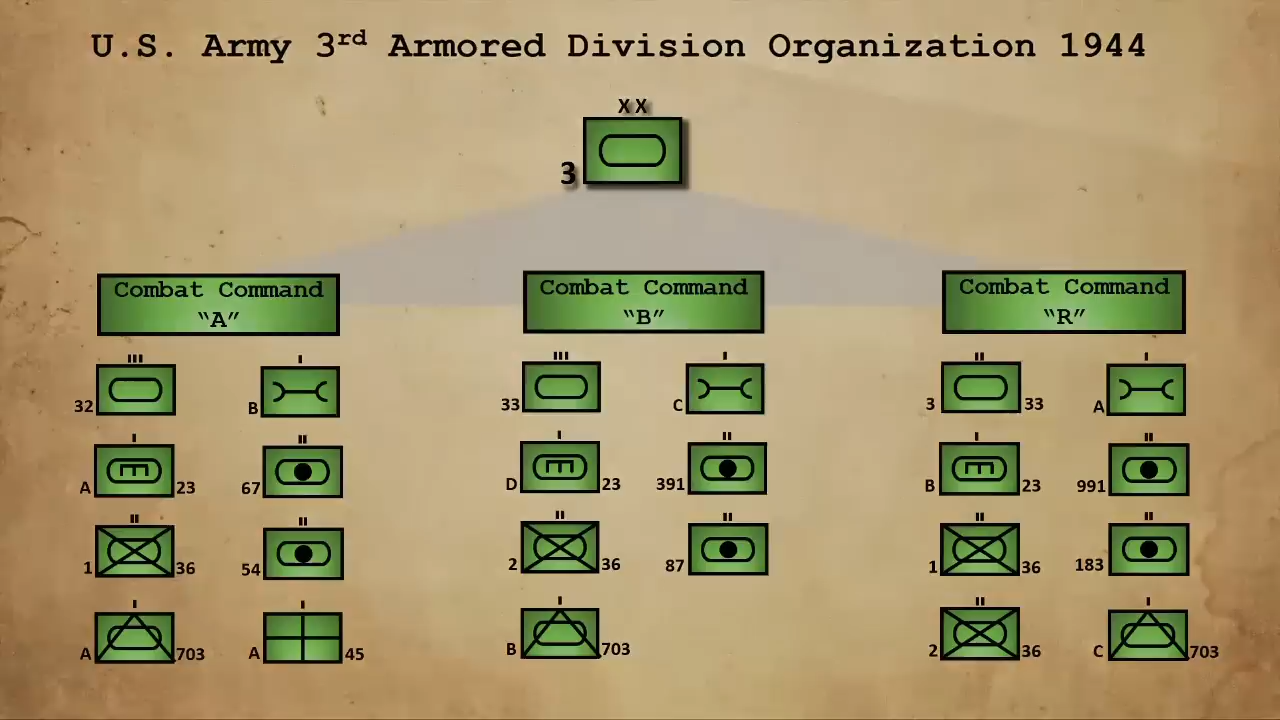 U.S. Army 3rd Armored Division Organization 1944
XX
3
Combat Command
“A”
Combat Command
“B”
Combat Command
“R”
III
32
I
B
III
33
I
C
II
3 33
I
A
I
A 23
II
67
I
D 23
II
391
I
B 23
II
991
II
1 36
II
54
II
2 36
II
87
II
1 36
II
183
I
A 703
I
A 45
I
B 703
II
2 36
I
C 703